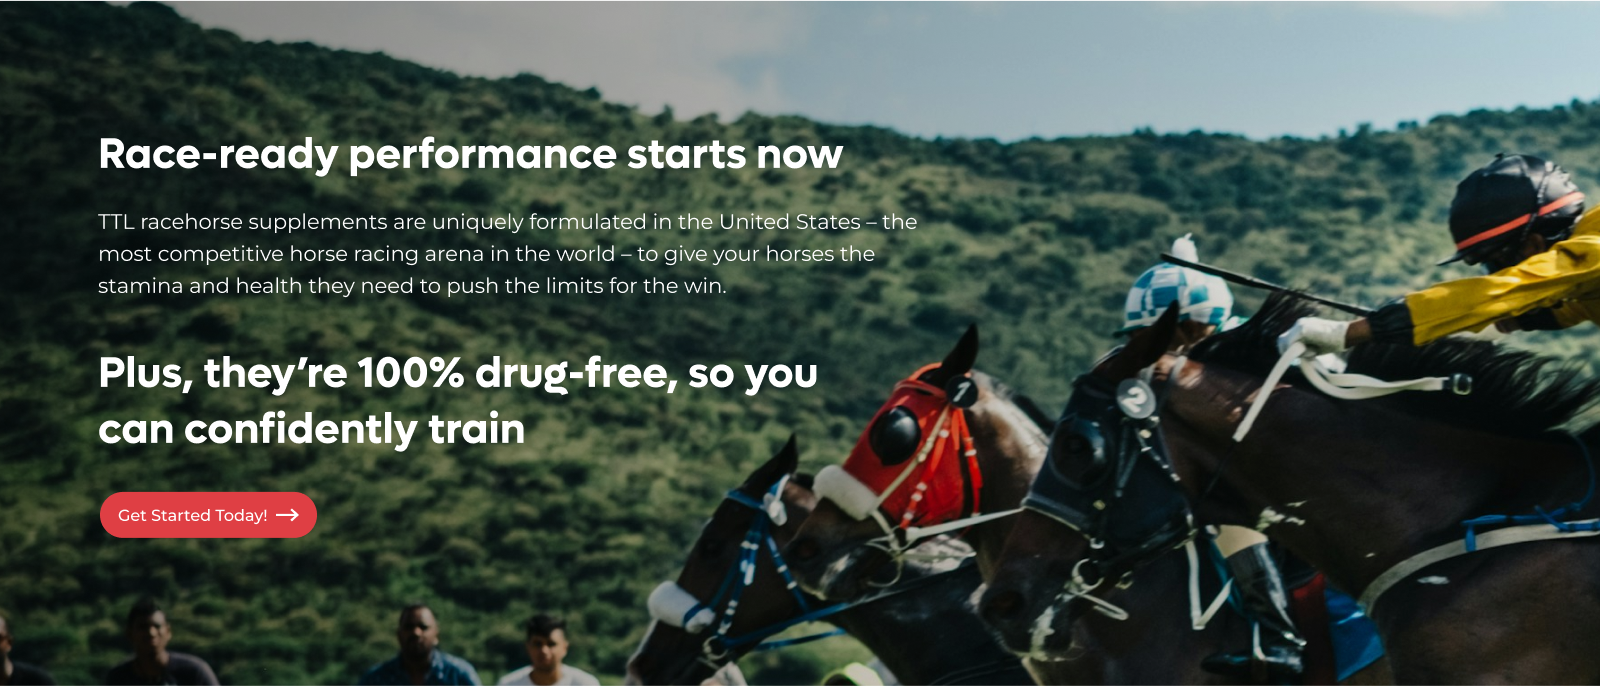 Race-ready performance starts now
TTL racehorse supplements are uniquely formulated in the United States – the
most competitive horse racing arena in the world – to give your horses the
stamina and health they need to push the limits for the win.
Plus, they’re 100% drug-free, so you
can confidently train
Get Started Today!
1
2